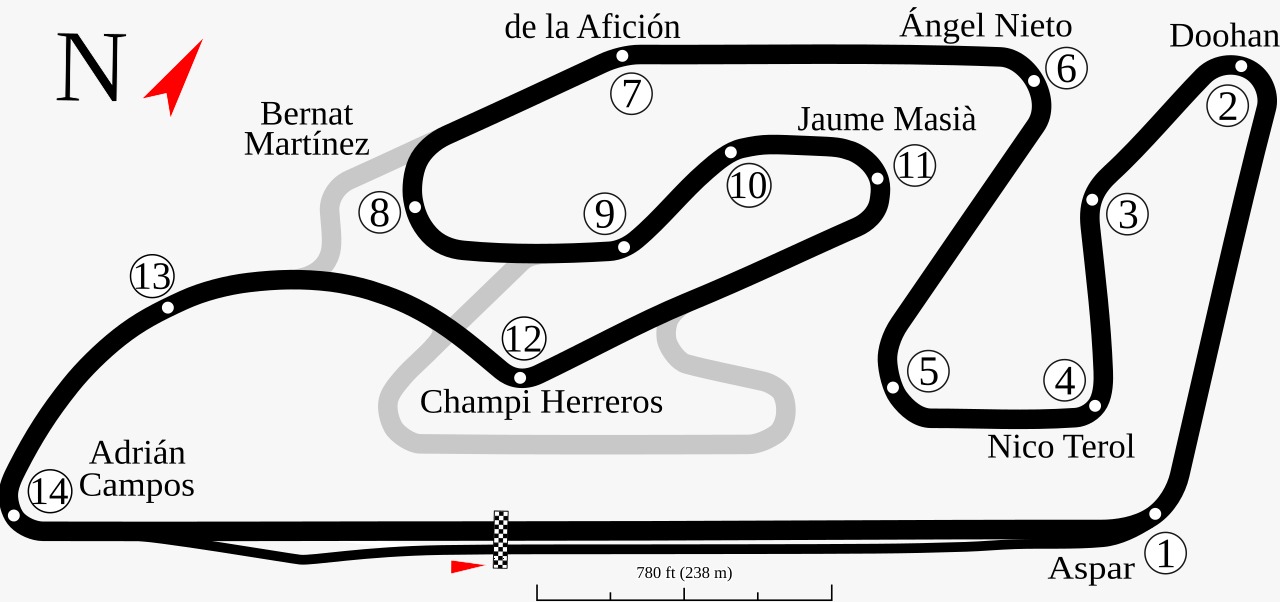 N
de la Afición
Ángel Nieto
Doohan
Bernat
Martínez
Jaume Masià
6
7
2
11
10
8
9
3
13
12
5
4
Champi Herreros
Adrián
Campos
Nico Terol
14
1
Aspar
780 ft (238 m)